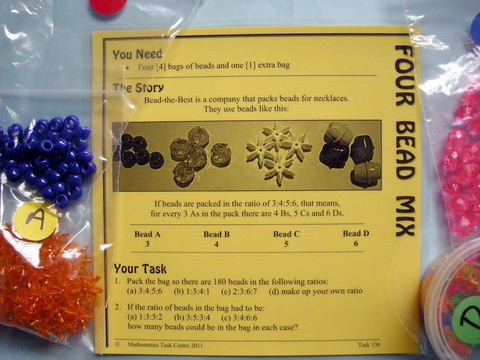 You Need
• Four [4] bags of beads and one [1] extra bag
FOUR BEAD MIX
The Story
Bead-the-Best is a company that packs beads for necklaces.
They use beads like this:
If beads are packed in the ratio of 3:4:5:6, that means,
for every 3 As in the pack there are 4 Bs, 5 Cs and 6 Ds.
Bead A Bead B Bead C Bead D
3 4 5 6
Your Task
1. Pack the bag so there are 180 beads in the following ratios:
(a) 3:4:5:6 (b) 1:3:4:1 (c) 2:3:6:7 (d) make up your own ratio
2. If the ratio of beads in the bag had to be:
(a) 1:3:5:2 (b) 3:5:3:4 (c) 3:4:6:6
how many beads could be in the bag in each case?
© Mathematics Task Centre 2011 Task 136
A
D